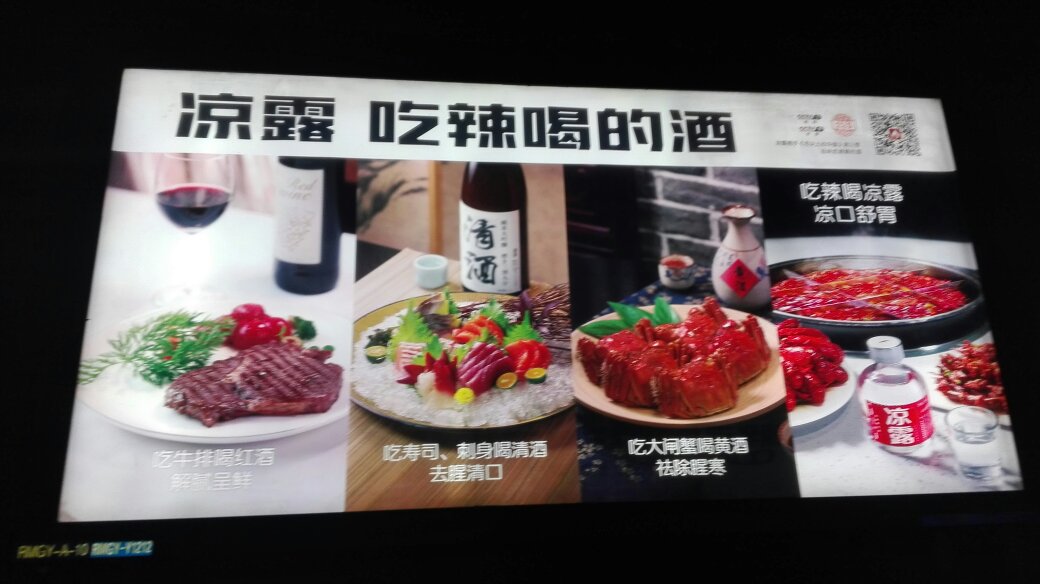 凉露 吃辣喝的酒
Red
wine
清酒
吃牛排喝红酒
解腻呈鲜
吃寿司、刺身喝清酒
去腥清口
吃大闸蟹喝黄酒
祛除腥寒
吃辣喝凉露
凉口舒胃
凉露
RMGY-A-10 RMGY-Y1212